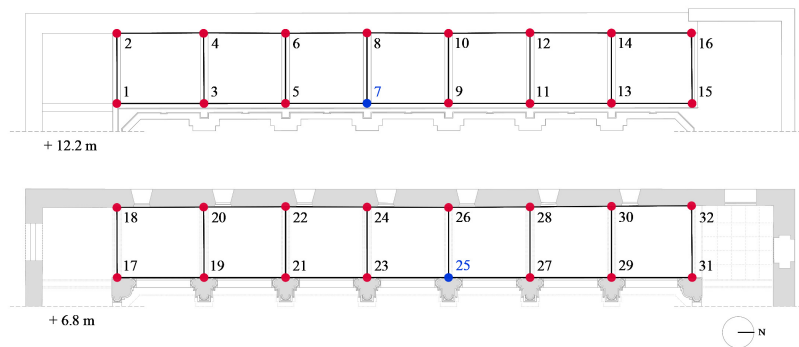 2 4 6 8 10 12 14 16
1 3 5 7 9 11 13 15
+ 12.2 m
18 20 22 24 26 28 30 32
17 19 21 23 25 27 29 31
+ 6.8 m
N